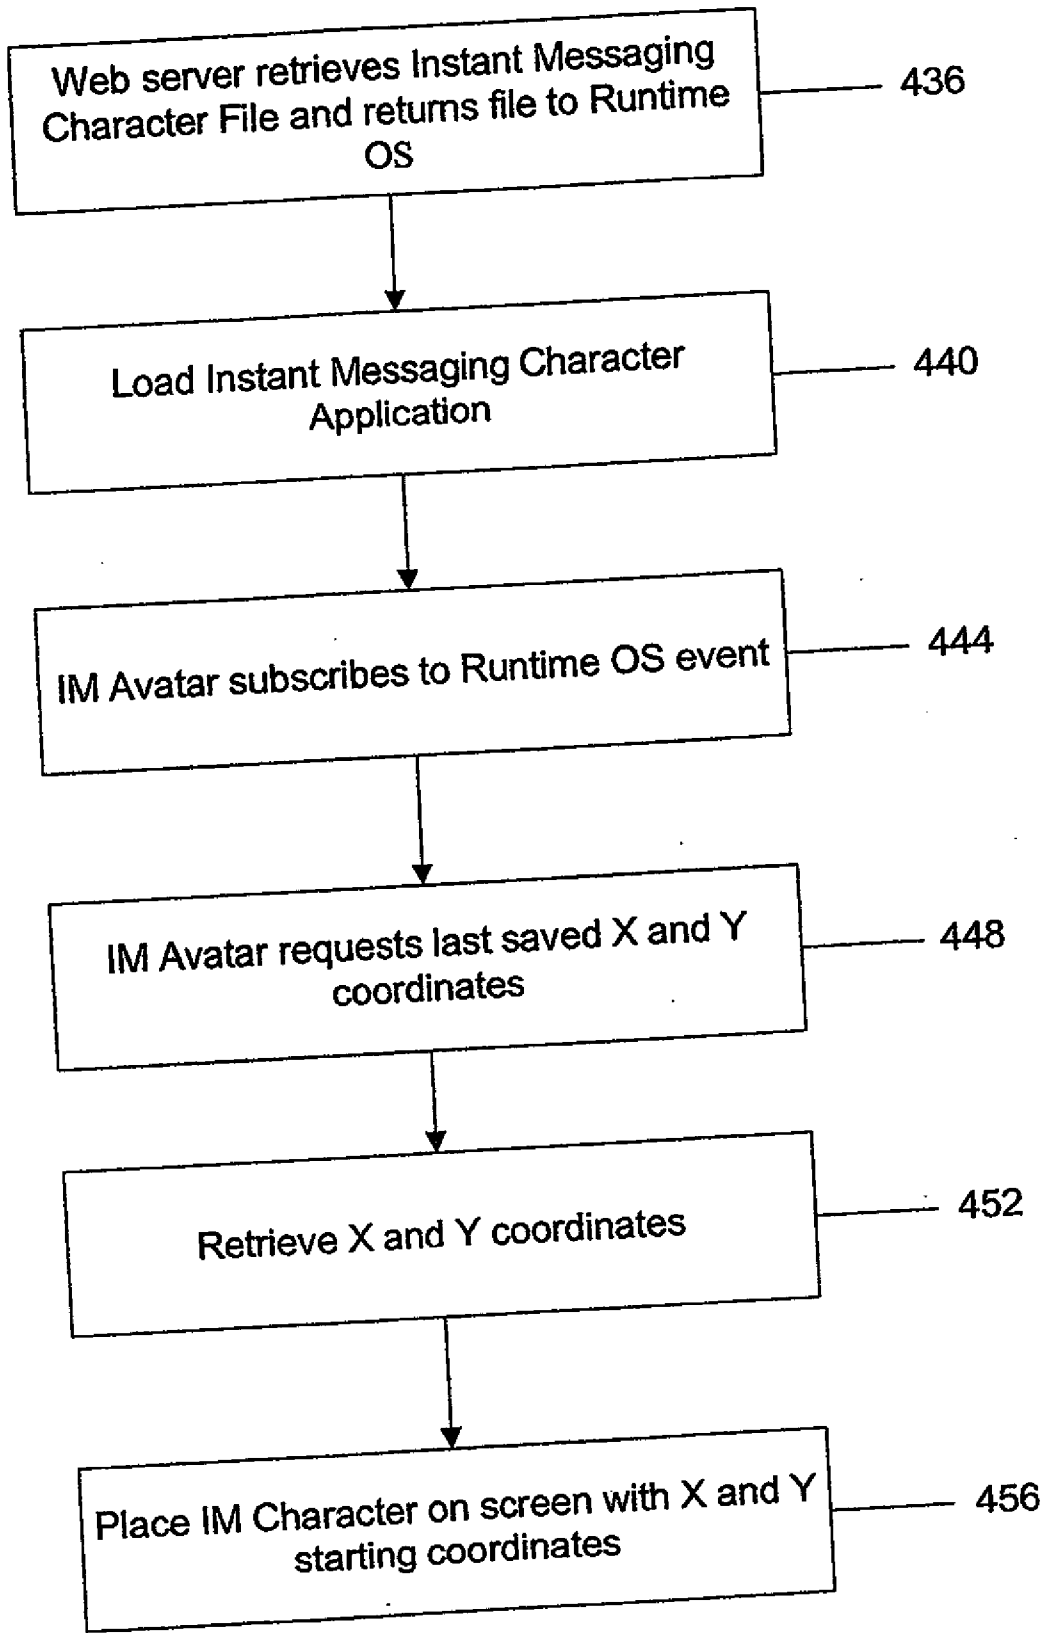 Web server retrieves Instant Messaging
Character File and returns file to Runtime
OS
436
Load Instant Messaging Character
Application
440
IM Avatar subscribes to Runtime OS event
444
IM Avatar requests last saved X and Y
coordinates
448
Retrieve X and Y coordinates
452
Place IM Character on screen with X and Y
starting coordinates
456